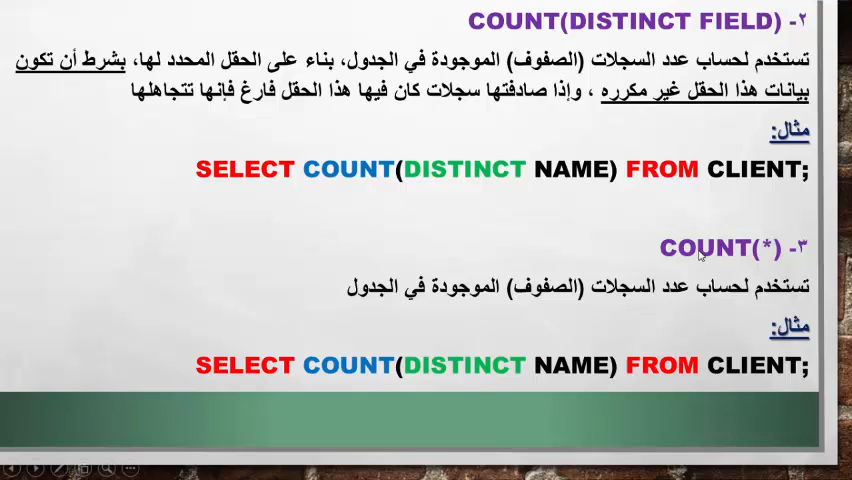 ٢- COUNT(DISTINCT FIELD)
تستخدم لحساب عدد السجلات (الصفوف) الموجودة في الجدول، بناء على الحقل المحدد لها، بشرط أن تكون
بيانات هذا الحقل غير مكرره ، وإذا صادفتها سجلات كان فيها هذا الحقل فارغ فإنها تتجاهلها
مثال:
SELECT COUNT(DISTINCT NAME) FROM CLIENT;
٣- COUNT(*)
تستخدم لحساب عدد السجلات (الصفوف) الموجودة في الجدول
مثال:
SELECT COUNT(DISTINCT NAME) FROM CLIENT;